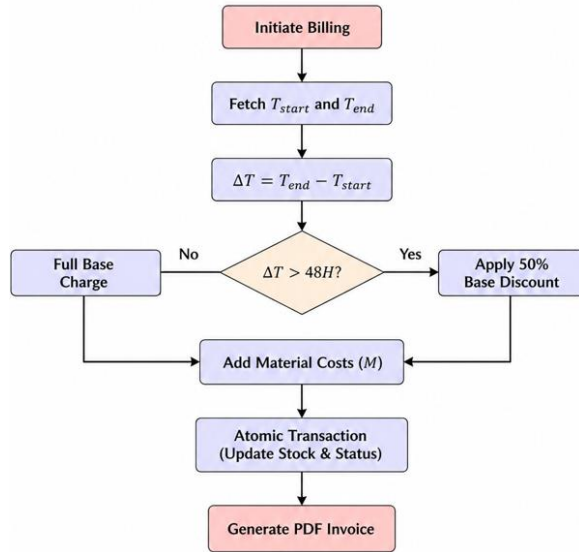 Initiate Billing
Fetch T_start and T_end
ΔT = T_end − T_start
No
Yes
Full Base
Charge
ΔT > 48H?
Apply 50%
Base Discount
Add Material Costs (M)
Atomic Transaction
(Update Stock & Status)
Generate PDF Invoice